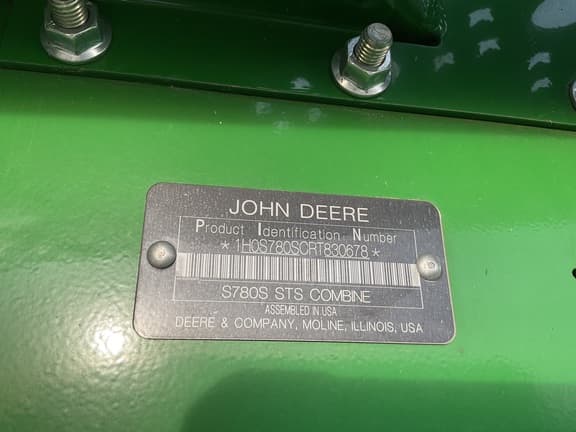 JOHN DEERE
Product Identification Number
*1H0S780SCRT830678*
S780S STS COMBINE
ASSEMBLED IN USA
DEERE & COMPANY, MOLINE, ILLINOIS, USA